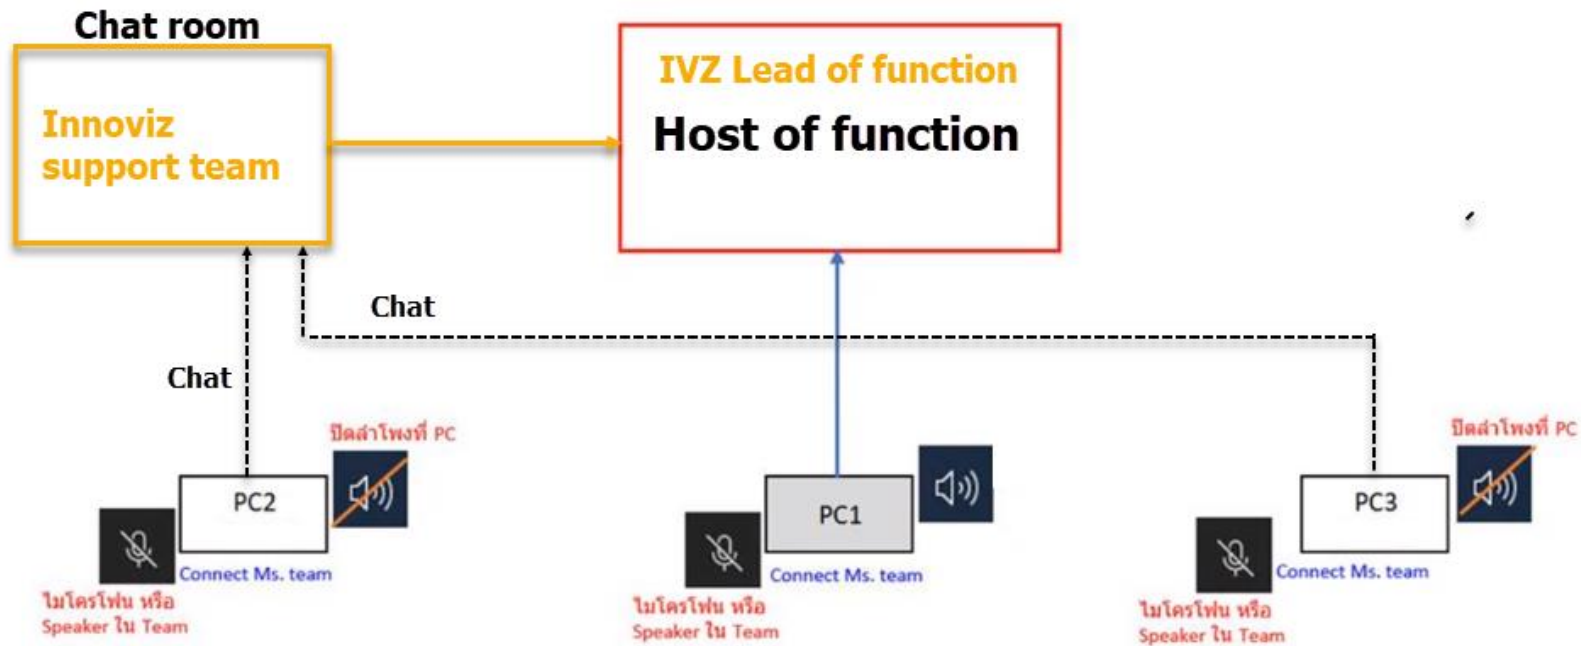 Chat room
IVZ Lead of function
Host of function
Innoviz
support team
Chat
Chat
ปิดลำโพงที่ PC
ปิดลำโพงที่ PC
PC2
PC1
PC3
Connect Ms. team
Connect Ms. team
Connect Ms. team
ไมโครโฟน หรือ
Speaker ใน Team
ไมโครโฟน หรือ
Speaker ใน Team
ไมโครโฟน หรือ
Speaker ใน Team